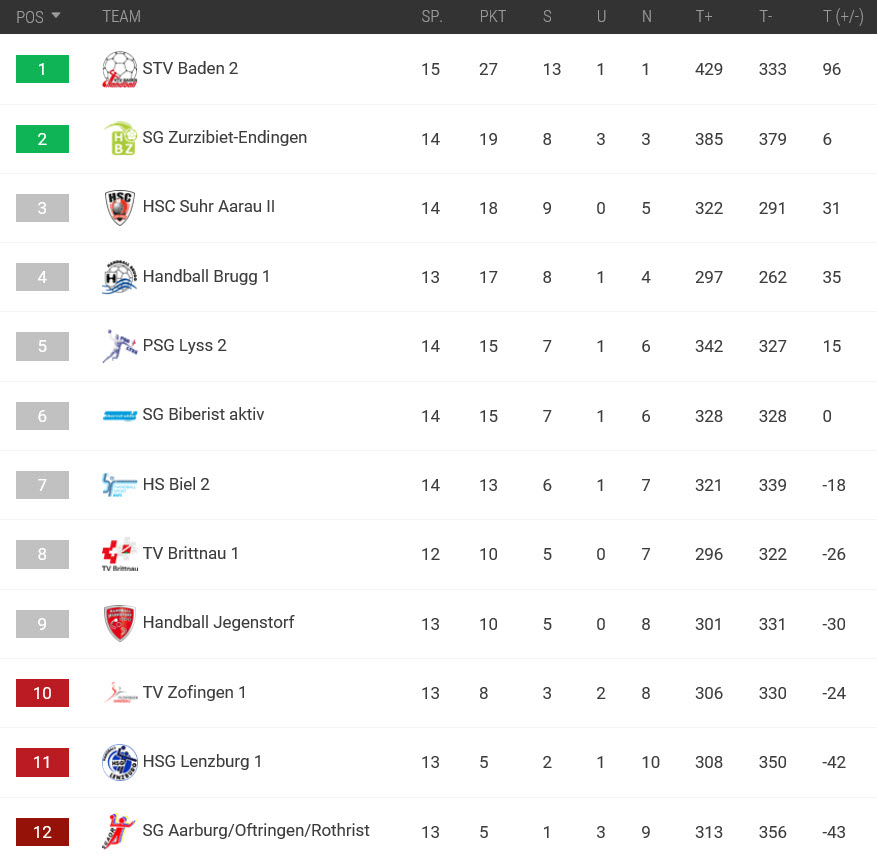 POS TEAM SP. PKT S U N T+ T- T (+/-)
1 STV Baden 2 15 27 13 1 1 429 333 96
2 SG Zurzibiet-Endingen 14 19 8 3 3 385 379 6
3 HSC Suhr Aarau II 14 18 9 0 5 322 291 31
4 Handball Brugg 1 13 17 8 1 4 297 262 35
5 PSG Lyss 2 14 15 7 1 6 342 327 15
6 SG Biberist aktiv 14 15 7 1 6 328 328 0
7 HS Biel 2 14 13 6 1 7 321 339 -18
8 TV Brittnau 1 12 10 5 0 7 296 322 -26
TV Brittnau
9 Handball Jegenstorf 13 10 5 0 8 301 331 -30
10 TV Zofingen 1 13 8 3 2 8 306 330 -24
11 HSG Lenzburg 1 13 5 2 1 10 308 350 -42
12 SG Aarburg/Oftringen/Rothrist 13 5 1 3 9 313 356 -43